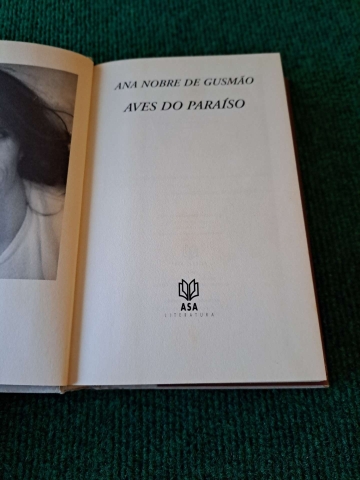 ANA NOBRE DE GUSMÃO
AVES DO PARAÍSO
ASA
LITERATURA